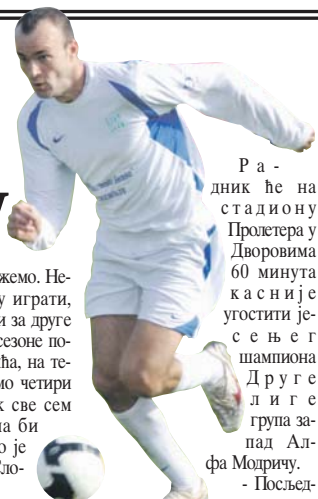 у
жемо. Не-
у играти,
и за друге
сезоне по-
ћа, на те-
мо четири
к све сем
а би
о је
Сло-
Ра-
дник ће на
стадиону
Пролетера у
Дворовима
60 минута
касније
угостити је-
сењег
шампиона
Друге
лиге
група за-
пад Ал-
фа Модричу.
- Посљед-